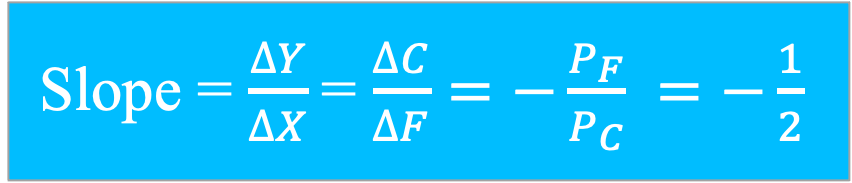 Slope = ΔY/ΔX = ΔC/ΔF = − P_F/P_C = − 1/2